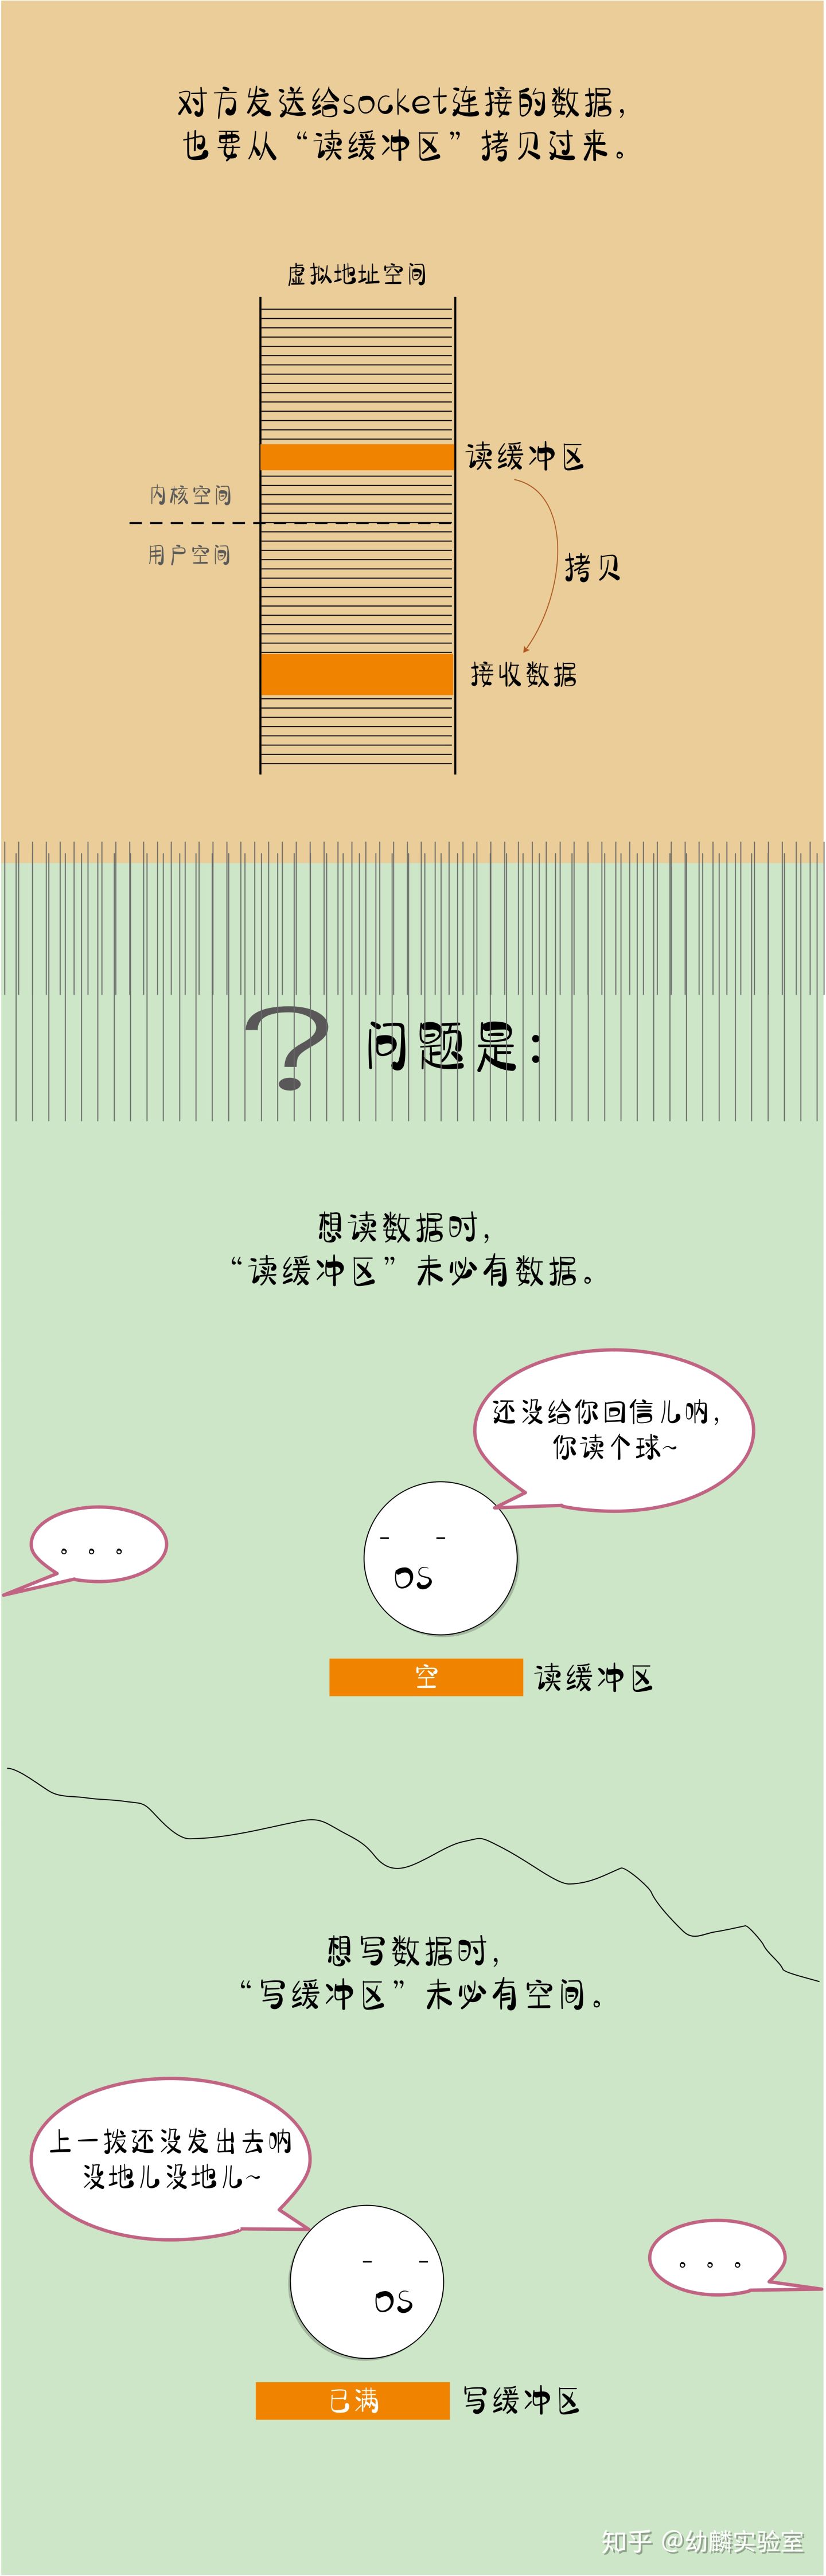 对方发送给socket连接的数据，
也要从“读缓冲区”拷贝过来。
虚拟地址空间
读缓冲区
内核空间
用户空间
拷贝
接收数据
? 问题是：
想读数据时，
“读缓冲区”未必有数据。
还没给你回信儿呐，
你读个球~
。。。
OS
空 读缓冲区
想写数据时，
“写缓冲区”未必有空间。
上一拨还没发出去呐
没地儿没地儿~
。。。
OS
已满 写缓冲区
知乎 @幼麟实验室